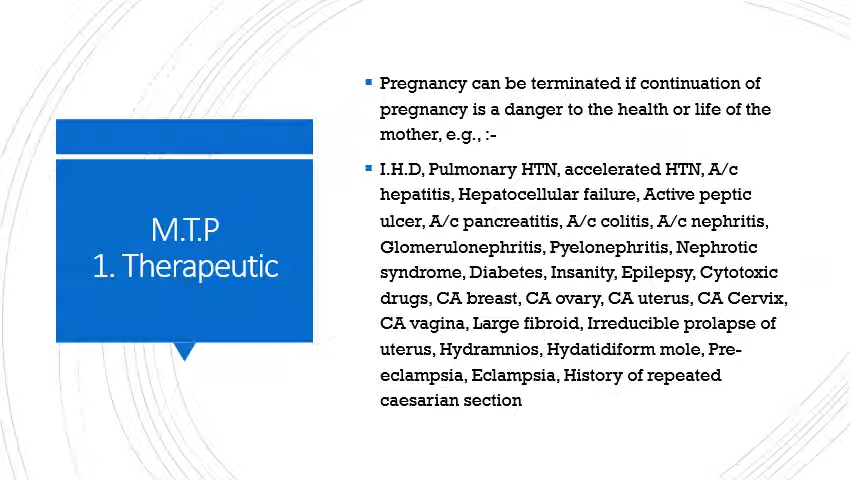 M.T.P
1. Therapeutic
▪ Pregnancy can be terminated if continuation of
pregnancy is a danger to the health or life of the
mother, e.g., :-
▪ I.H.D, Pulmonary HTN, accelerated HTN, A/c
hepatitis, Hepatocellular failure, Active peptic
ulcer, A/c pancreatitis, A/c colitis, A/c nephritis,
Glomerulonephritis, Pyelonephritis, Nephrotic
syndrome, Diabetes, Insanity, Epilepsy, Cytotoxic
drugs, CA breast, CA ovary, CA uterus, CA Cervix,
CA vagina, Large fibroid, Irreducible prolapse of
uterus, Hydramnios, Hydatidiform mole, Pre-
eclampsia, Eclampsia, History of repeated
caesarian section